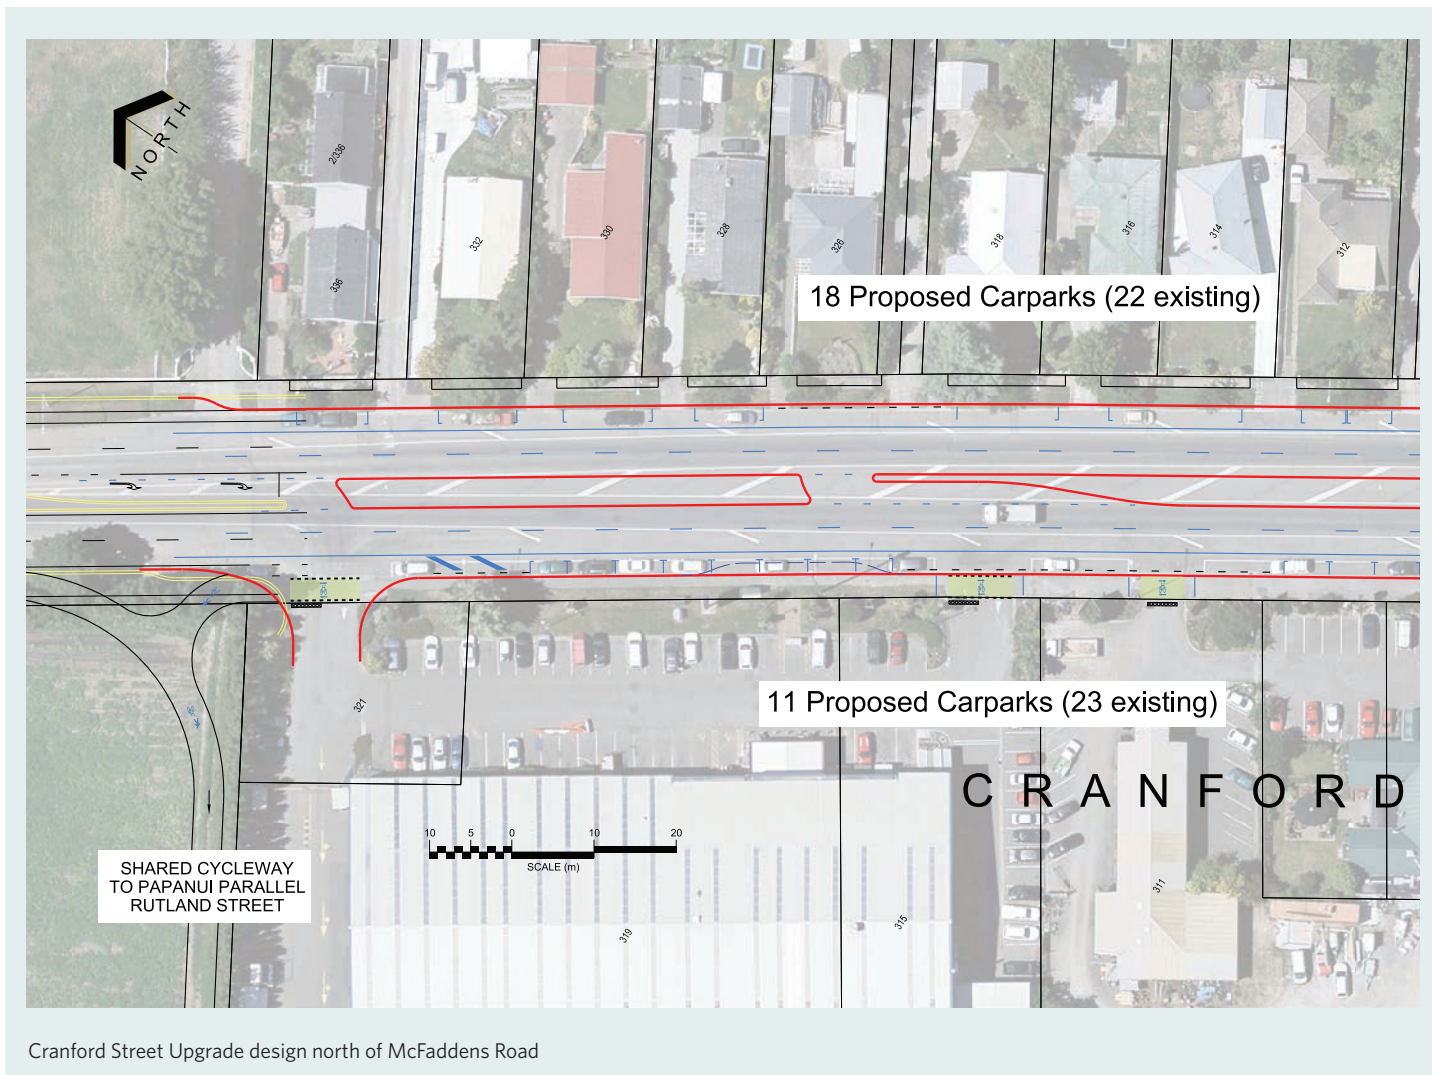 NORTH
2/336
336
332
330
328
326
318
316
314
312
18 Proposed Carparks (22 existing)
321
11 Proposed Carparks (23 existing)
CRANFORD
10 5 0 10 20
SCALE (m)
SHARED CYCLEWAY
TO PAPANUI PARALLEL
RUTLAND STREET
319
315
311
Cranford Street Upgrade design north of McFaddens Road